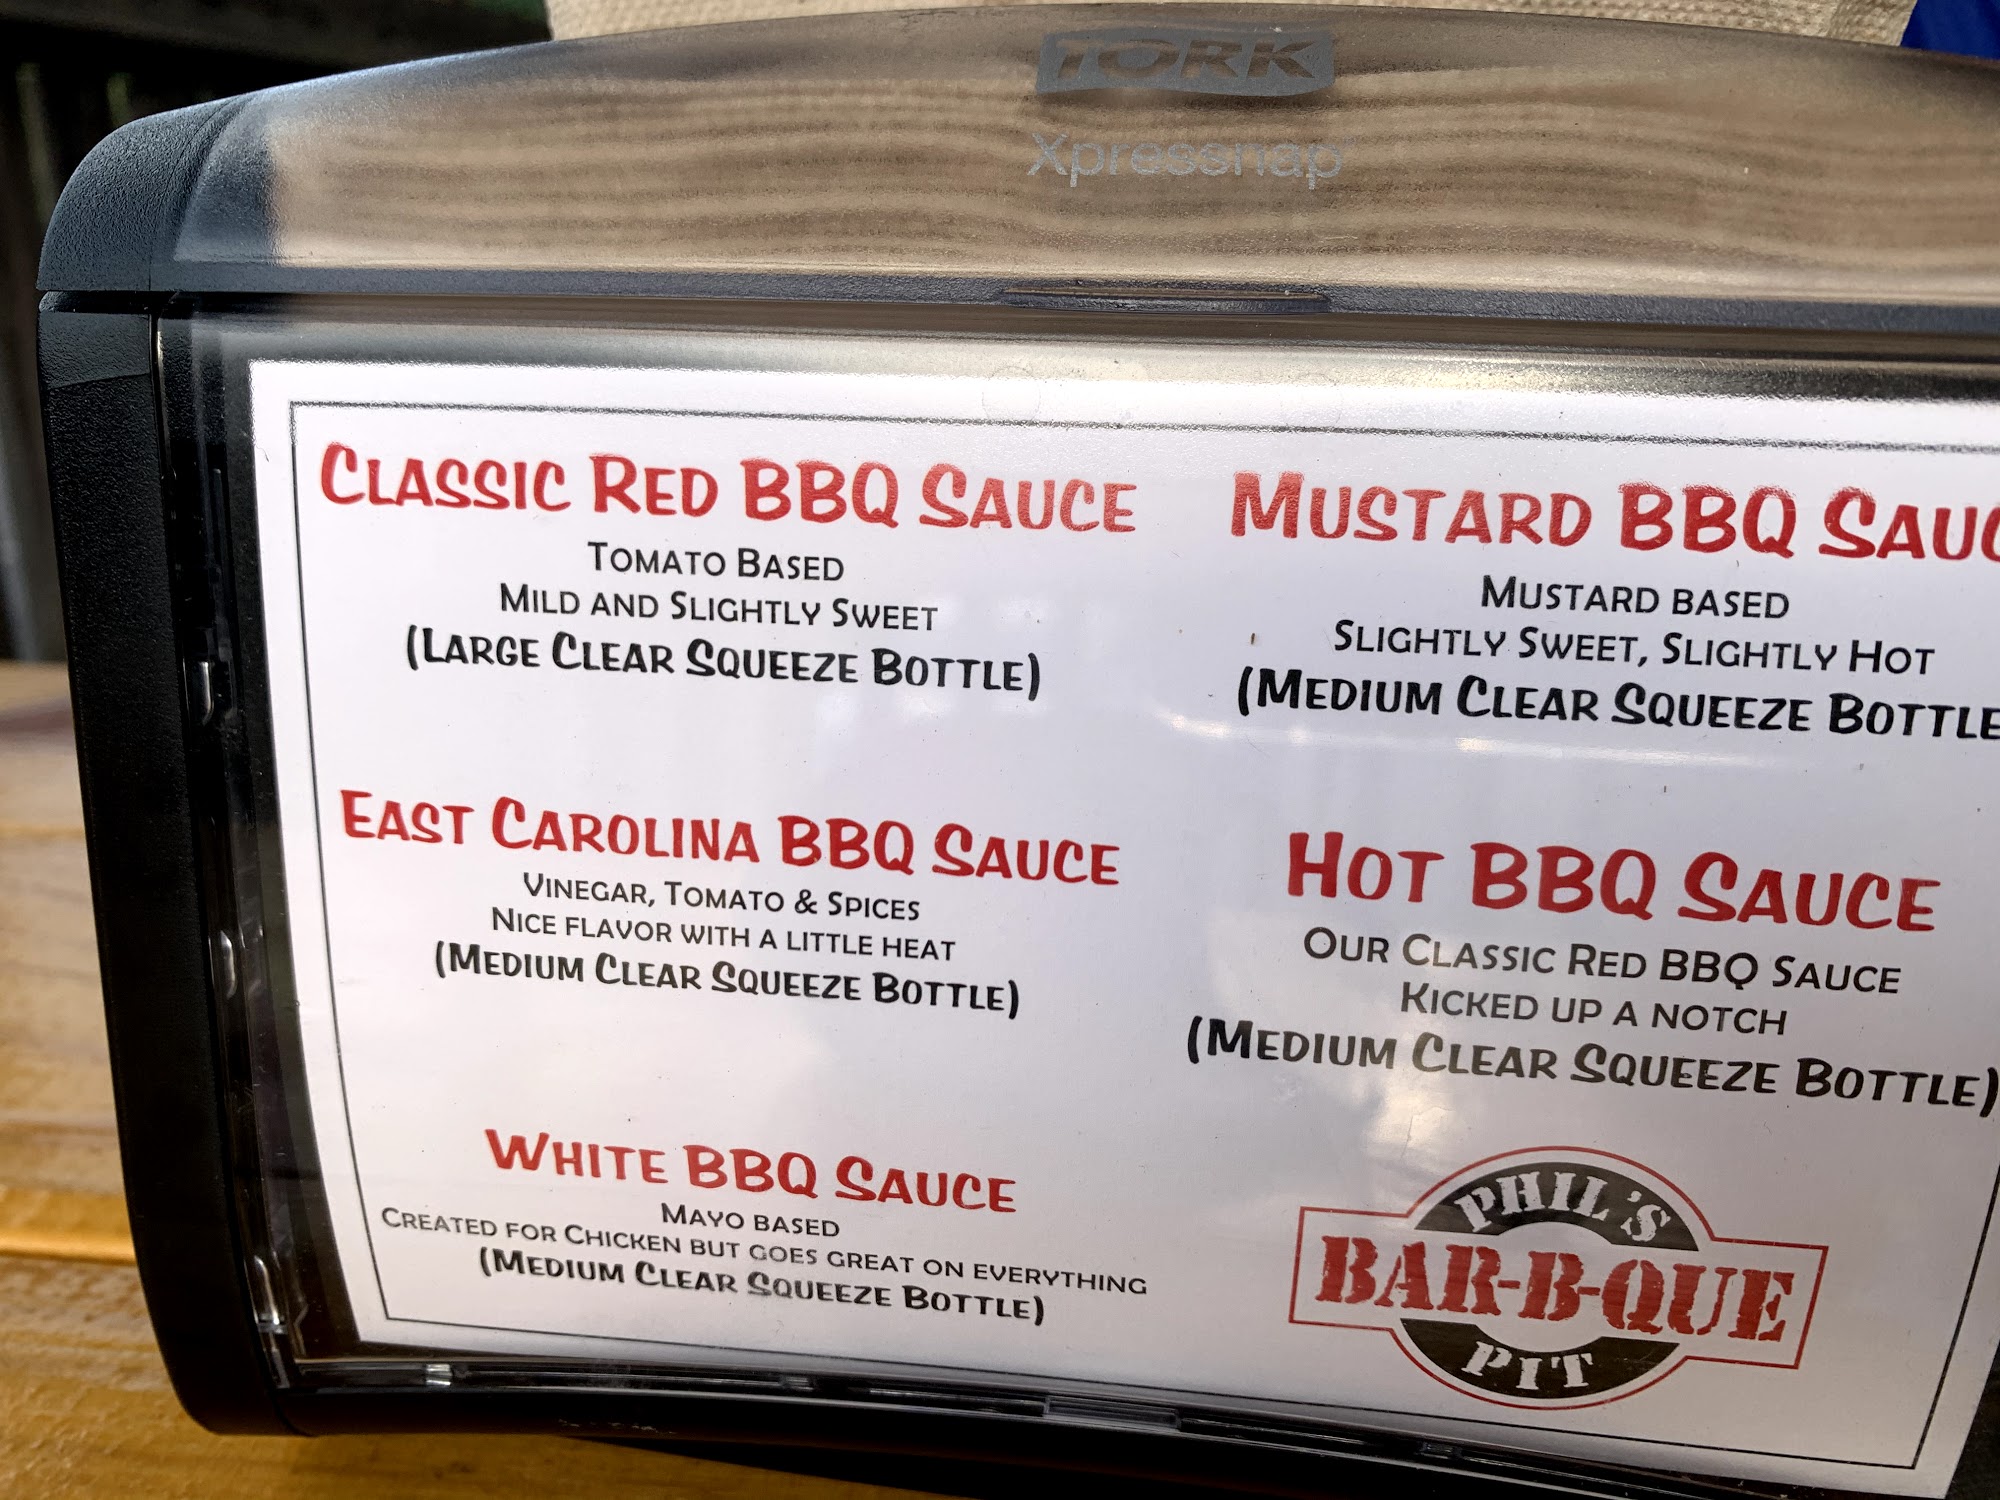 TORK
Xpressnap
CLASSIC RED BBQ SAUCE
TOMATO BASED
MILD AND SLIGHTLY SWEET
(LARGE CLEAR SQUEEZE BOTTLE)
MUSTARD BBQ SAUC
MUSTARD BASED
SLIGHTLY SWEET, SLIGHTLY HOT
(MEDIUM CLEAR SQUEEZE BOTTLE
EAST CAROLINA BBQ SAUCE
VINEGAR, TOMATO & SPICES
NICE FLAVOR WITH A LITTLE HEAT
(MEDIUM CLEAR SQUEEZE BOTTLE)
HOT BBQ SAUCE
OUR CLASSIC RED BBQ SAUCE
KICKED UP A NOTCH
(MEDIUM CLEAR SQUEEZE BOTTLE)
WHITE BBQ SAUCE
MAYO BASED
CREATED FOR CHICKEN BUT GOES GREAT ON EVERYTHING
(MEDIUM CLEAR SQUEEZE BOTTLE)
PHIL'S
BAR-B-QUE
PIT